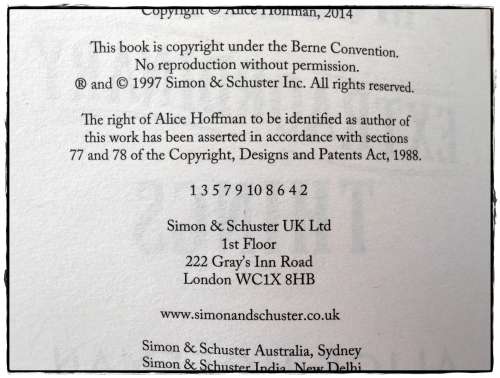 Copyright © Alice Hoffman, 2014
This book is copyright under the Berne Convention.
No reproduction without permission.
® and © 1997 Simon & Schuster Inc. All rights reserved.
The right of Alice Hoffman to be identified as author of
this work has been asserted in accordance with sections
77 and 78 of the Copyright, Designs and Patents Act, 1988.
1 3 5 7 9 10 8 6 4 2
Simon & Schuster UK Ltd
1st Floor
222 Gray's Inn Road
London WC1X 8HB
www.simonandschuster.co.uk
Simon & Schuster Australia, Sydney
Simon & Schuster India, New Delhi